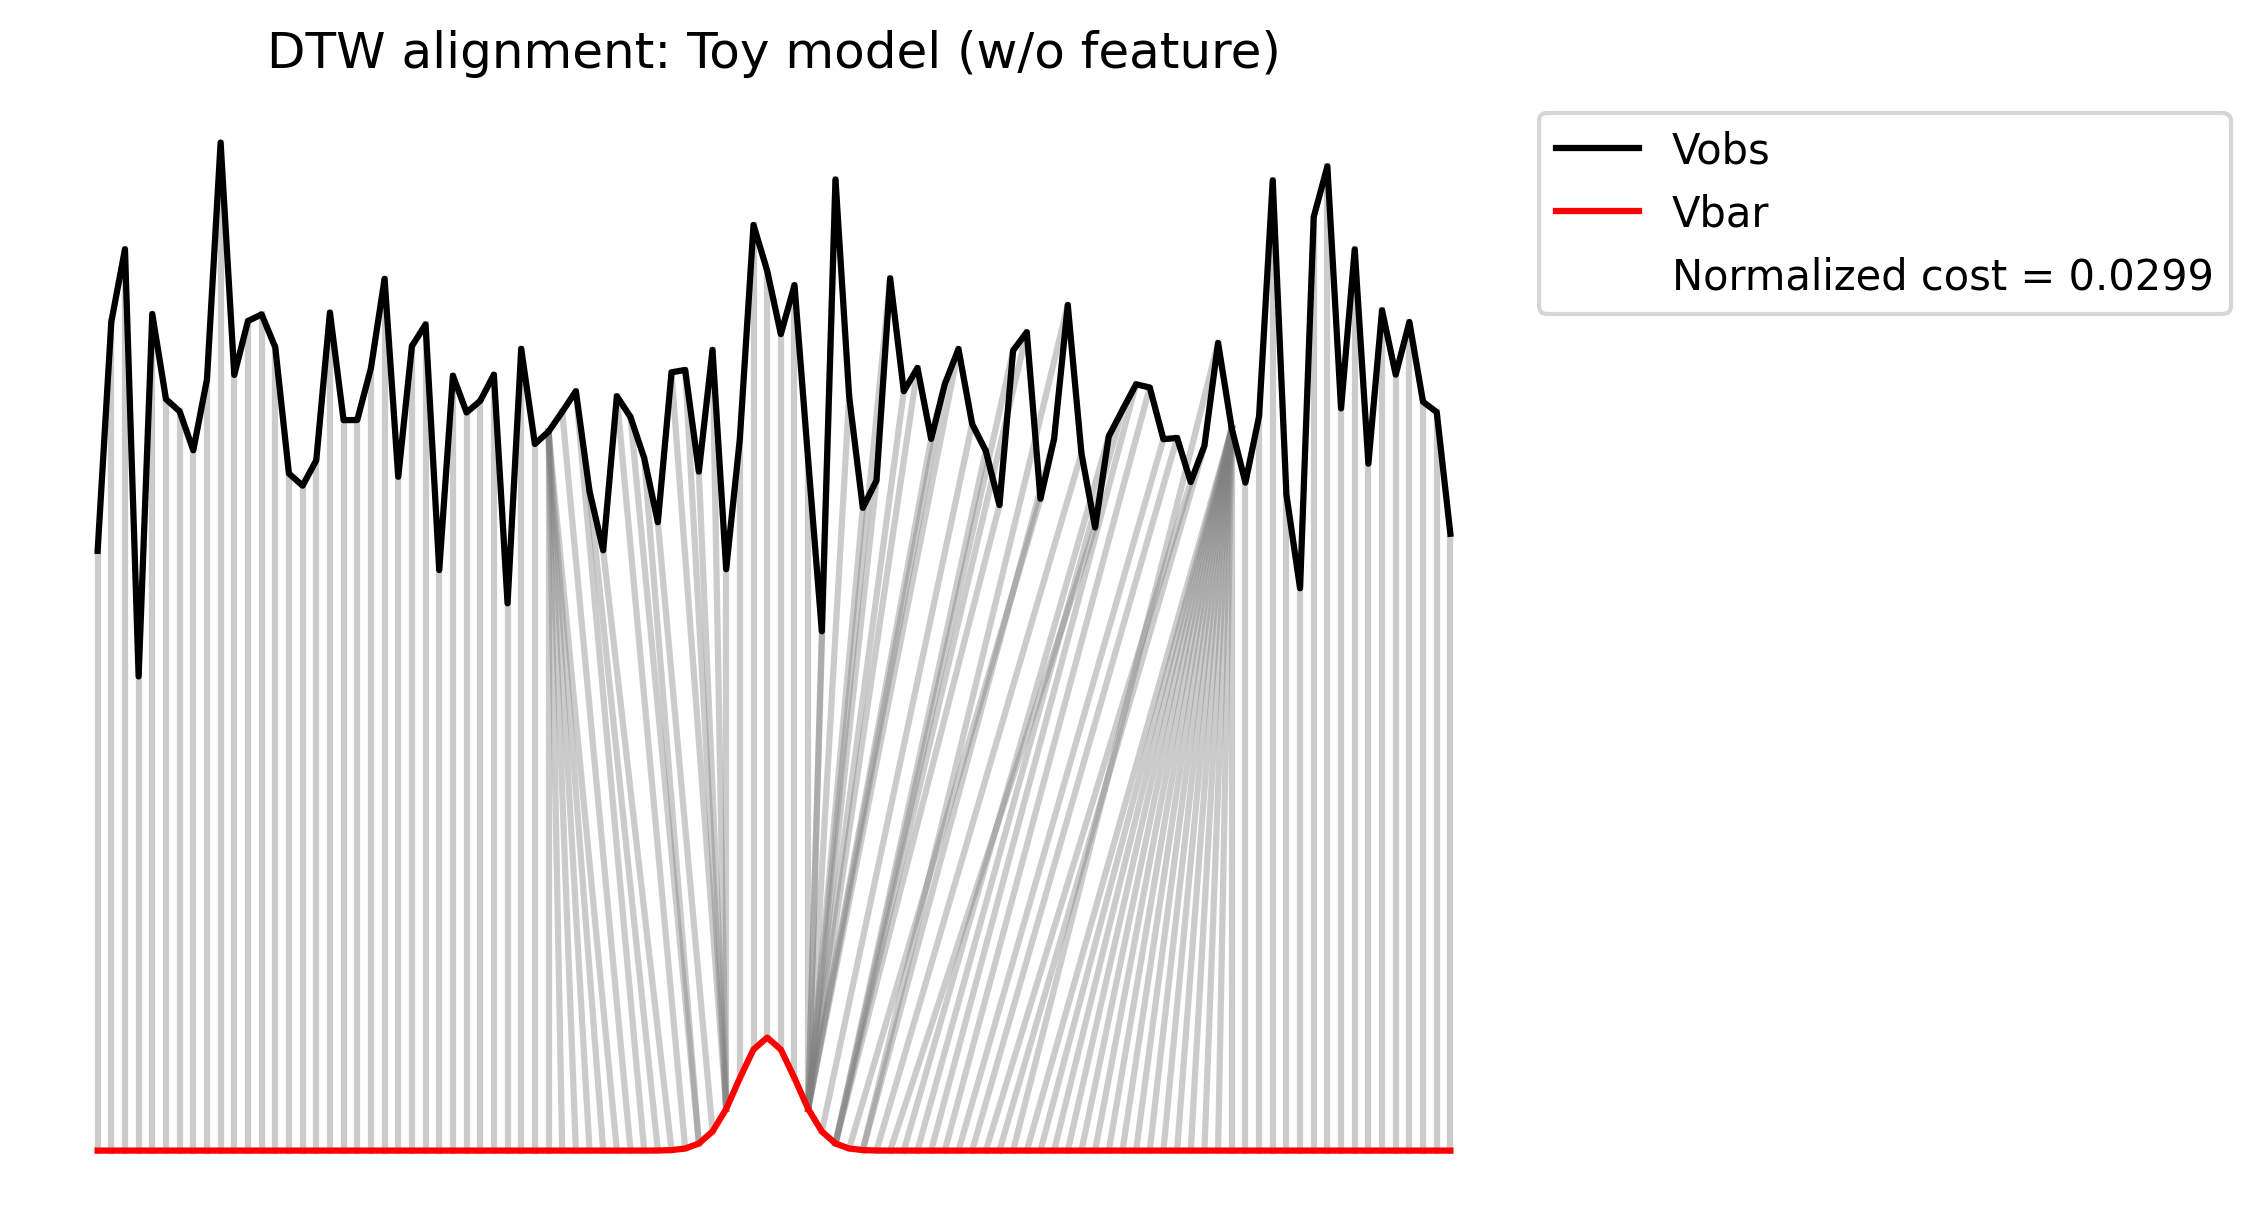 DTW alignment: Toy model (w/o feature)
Vobs
Vbar
Normalized cost = 0.0299